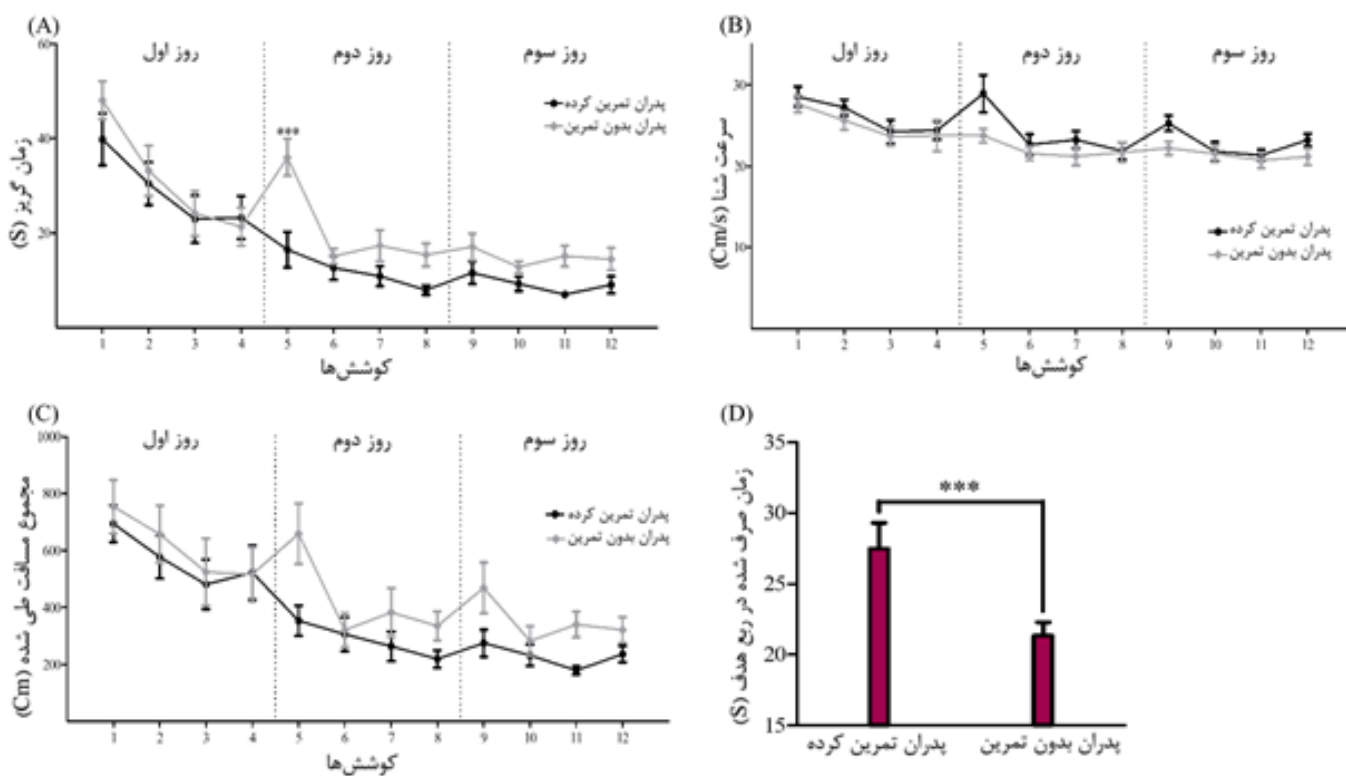 (A)
60
40
20
زمان گریز (S)
روز اول
روز دوم
روز سوم
پدران تمرین کرده
پدران بدون تمرین
***
1 2 3 4 5 6 7 8 9 10 11 12
کوشش‌ها
(B)
30
20
10
سرعت شنا (Cm/s)
روز اول
روز دوم
روز سوم
پدران تمرین کرده
پدران بدون تمرین
1 2 3 4 5 6 7 8 9 10 11 12
کوشش‌ها
(C)
1000
800
600
400
200
مجموع مسافت طی شده (Cm)
روز اول
روز دوم
روز سوم
پدران تمرین کرده
پدران بدون تمرین
1 2 3 4 5 6 7 8 9 10 11 12
کوشش‌ها
(D)
35
30
25
20
15
زمان صرف شده در ربع هدف (S)
***
پدران تمرین کرده
پدران بدون تمرین